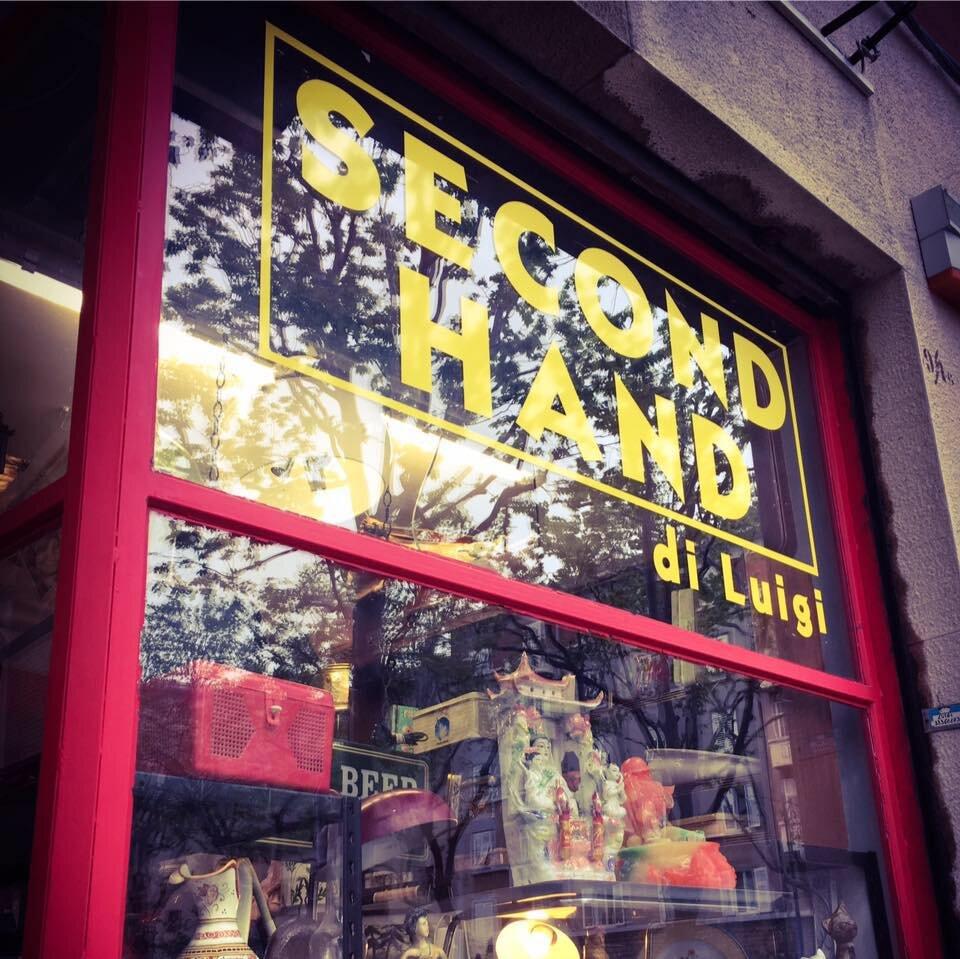 SECOND
HAND
di Luigi
BEER